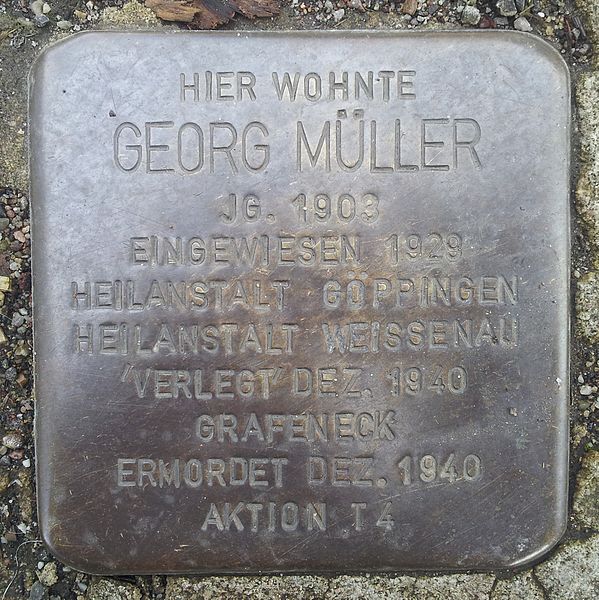 HIER WOHNTE
GEORG MÜLLER
JG. 1903
EINGEWIESEN 1929
HEILANSTALT GÖPPINGEN
HEILANSTALT WEISSENAU
'VERLEGT' DEZ. 1940
GRAFENECK
ERMORDET DEZ. 1940
AKTION T4